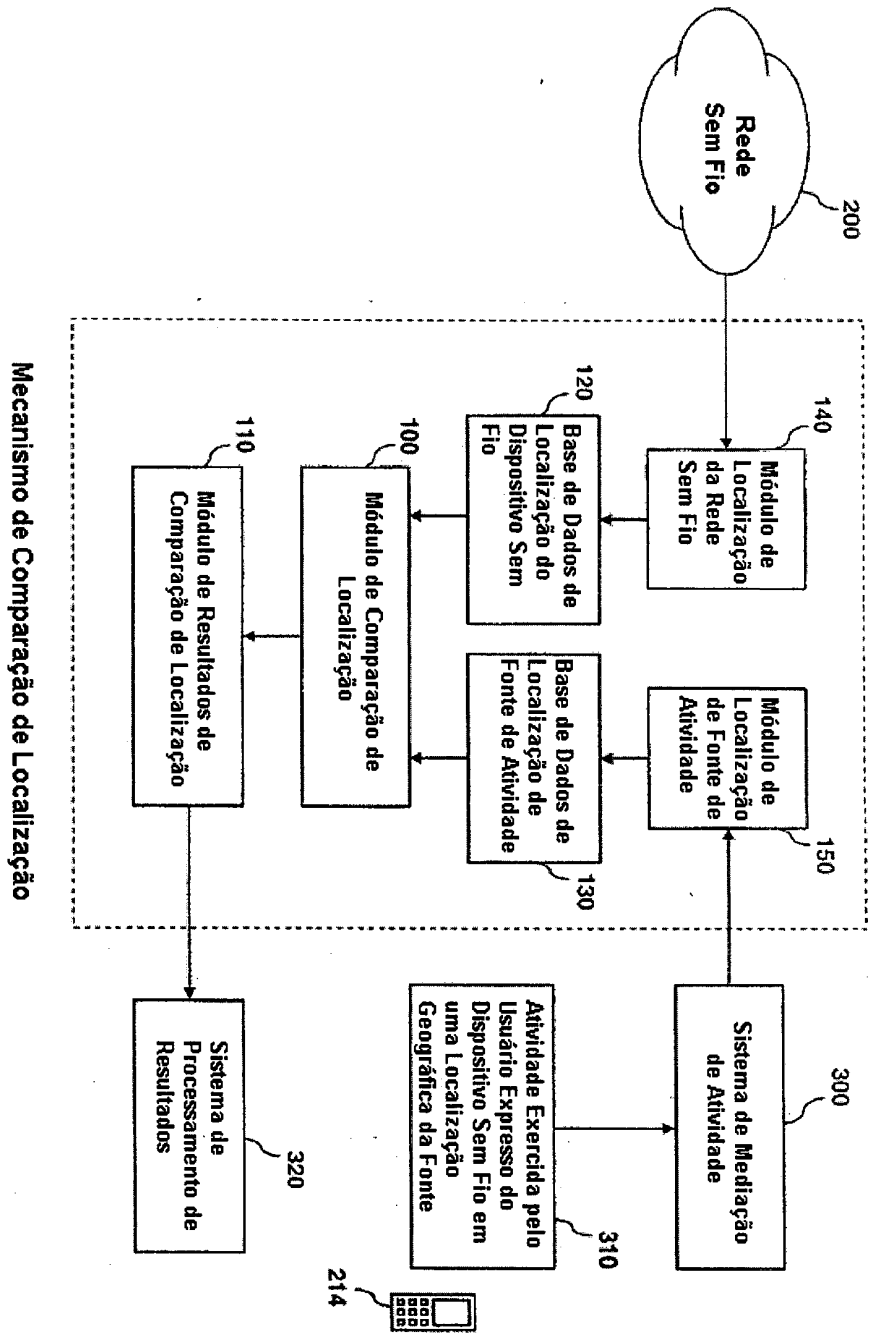 Rede
Sem Fio
200
140
Módulo de
Localização
da Rede
Sem Fio
Módulo de
Localização
de Fonte de
Atividade
150
Sistema de Mediação
de Atividade
300
120
Base de Dados de
Localização do
Dispositivo Sem
Fio
Base de Dados de
Localização de
Fonte de Atividade
130
Atividade Exercida pelo
Usuário Expresso do
Dispositivo Sem Fio em
uma Localização
Geográfica da Fonte
310
214
100
Módulo de Comparação de
Localização
110
Módulo de Resultados de
Comparação de Localização
Sistema de
Processamento de
Resultados
320
Mecanismo de Comparação de Localização